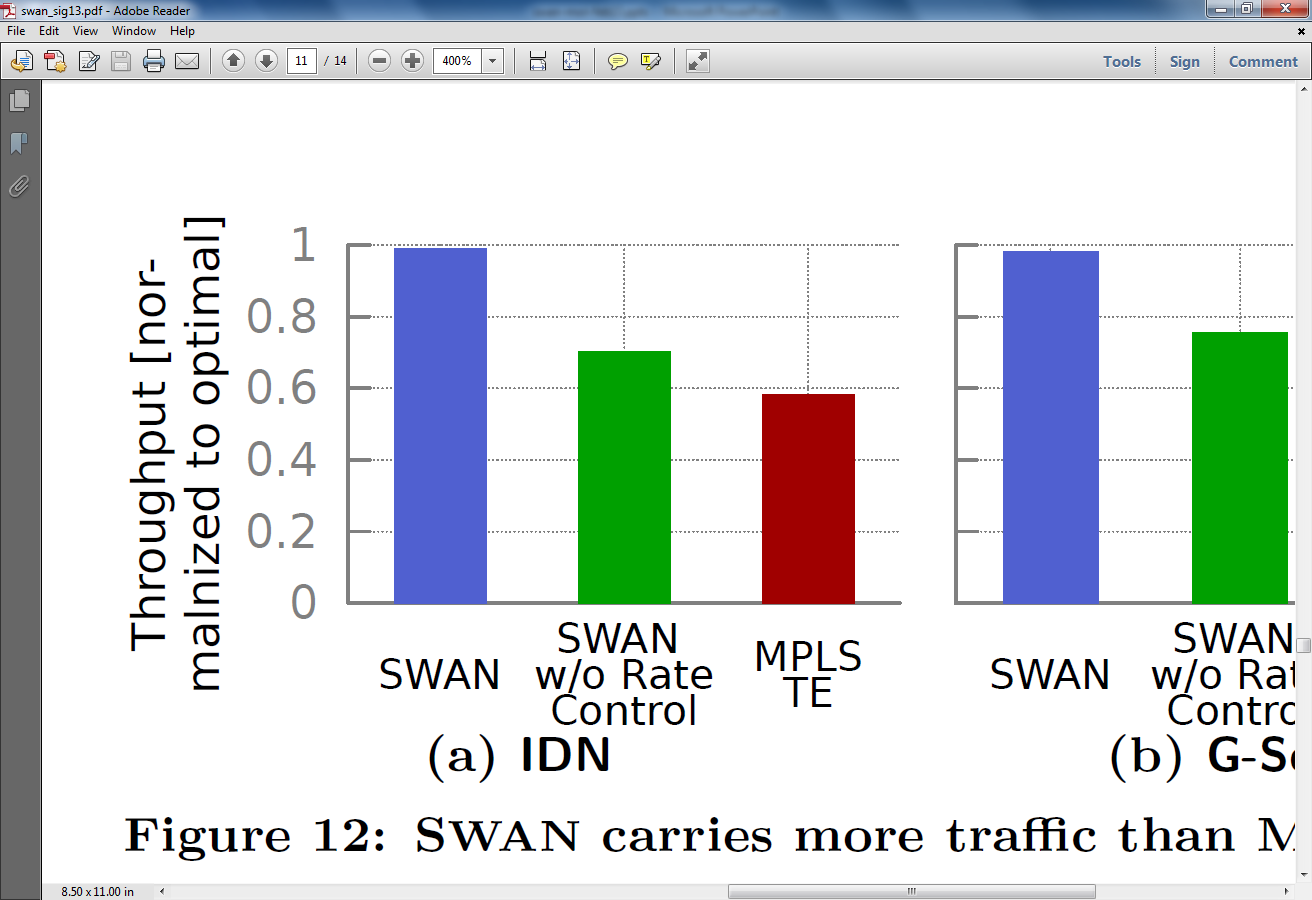 swan_sig13.pdf - Adobe Reader
File Edit View Window Help
11 / 14 400% Tools Sign Comment
Throughput [nor-
malnized to optimal]
1
0.8
0.6
0.4
0.2
0
SWAN
SWAN
w/o Rate
Control
MPLS
TE
(a) IDN
SWAN
SWAN
w/o Rat
Contro
(b) G-Sc
Figure 12: SWAN carries more traffic than M
8.50 x 11.00 in